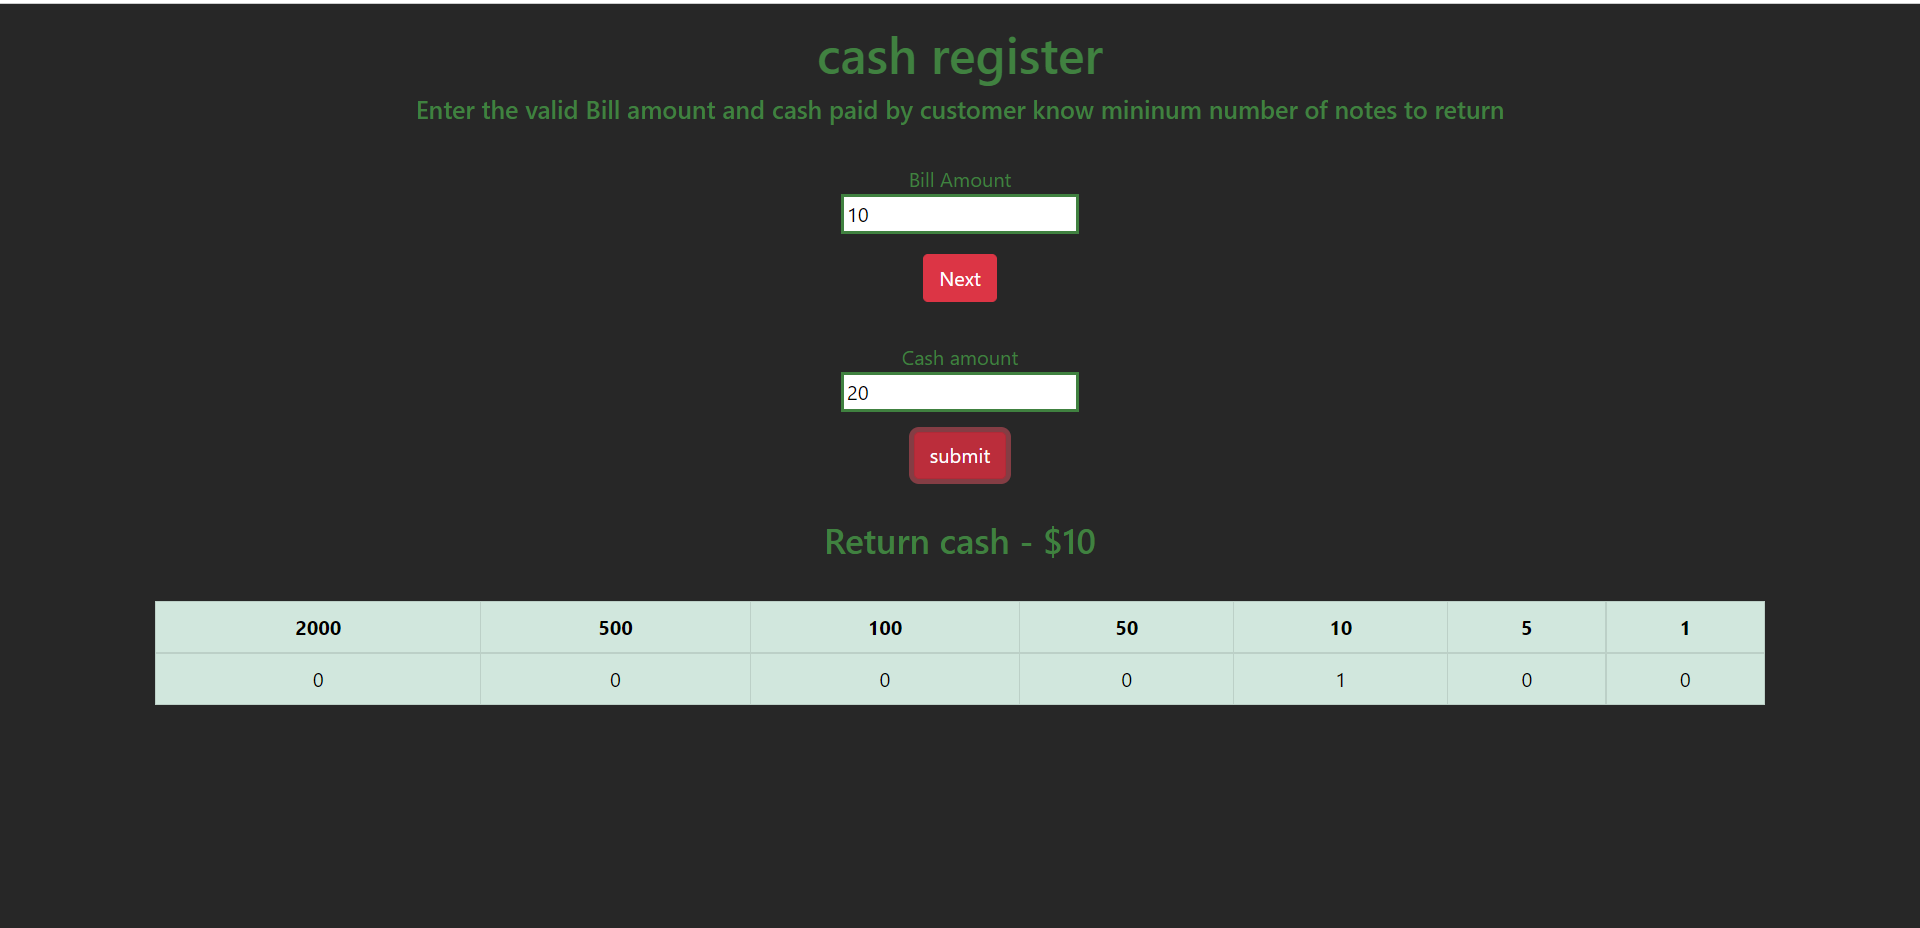 cash register
Enter the valid Bill amount and cash paid by customer know mininum number of notes to return
Bill Amount
10
Next
Cash amount
20
submit
Return cash - $10
2000 500 100 50 10 5 1
0 0 0 0 1 0 0